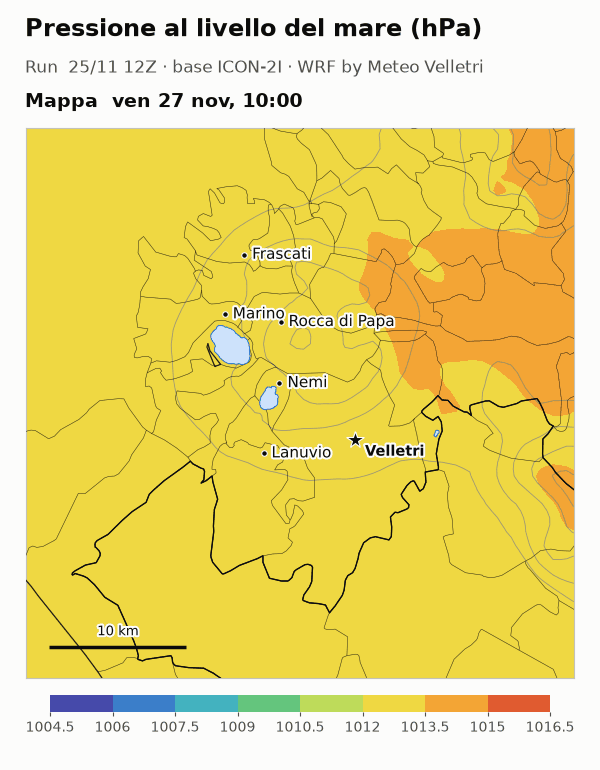 Pressione al livello del mare (hPa)
Run  25/11 12Z · base ICON-2I · WRF by Meteo Velletri
Mappa  ven 27 nov, 10:00
Frascati
Marino
Rocca di Papa
Nemi
Velletri
Lanuvio
10 km
1004.5 1006 1007.5 1009 1010.5 1012 1013.5 1015 1016.5